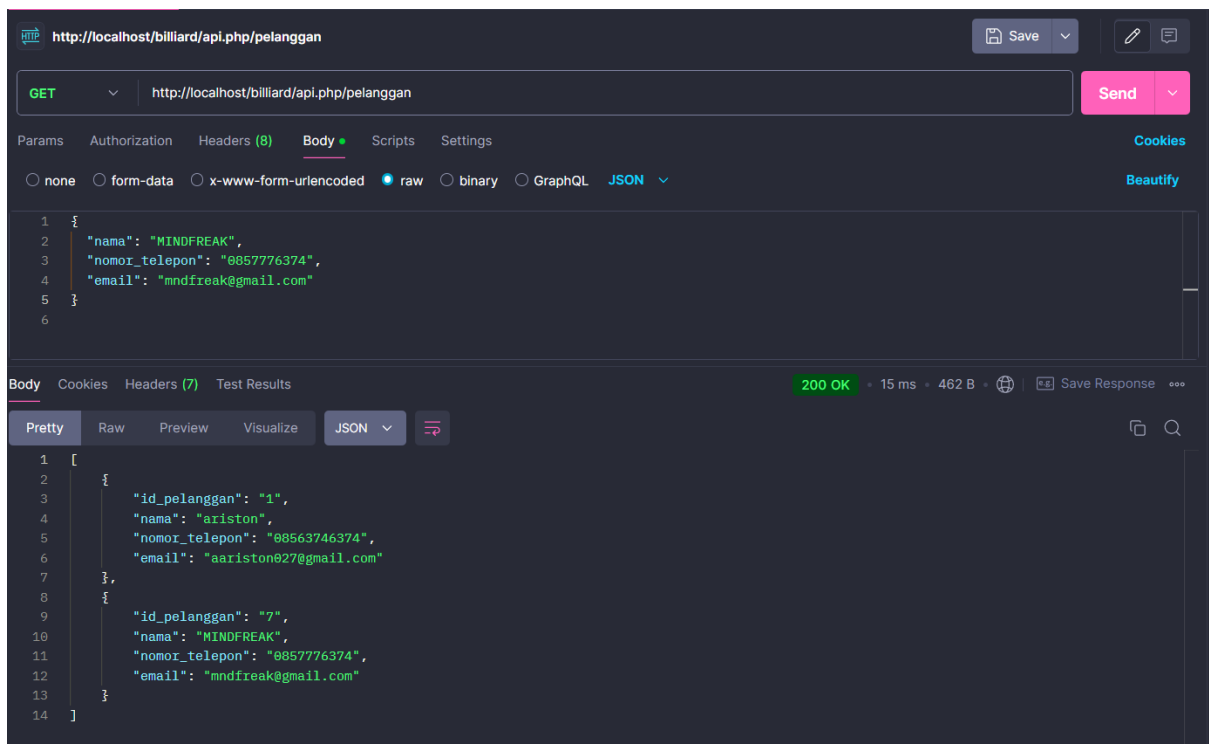 HTTP http://localhost/billiard/api.php/pelanggan Save
GET http://localhost/billiard/api.php/pelanggan Send
Params Authorization Headers (8) Body Scripts Settings Cookies
none form-data x-www-form-urlencoded raw binary GraphQL JSON Beautify
1 {
2 "nama": "MINDFREAK",
3 "nomor_telepon": "0857776374",
4 "email": "mndfreak@gmail.com"
5 }
6
Body Cookies Headers (7) Test Results 200 OK 15 ms 462 B e.g. Save Response
Pretty Raw Preview Visualize JSON
1 [
2 {
3 "id_pelanggan": "1",
4 "nama": "ariston",
5 "nomor_telepon": "08563746374",
6 "email": "aariston027@gmail.com"
7 },
8 {
9 "id_pelanggan": "7",
10 "nama": "MINDFREAK",
11 "nomor_telepon": "0857776374",
12 "email": "mndfreak@gmail.com"
13 }
14 ]